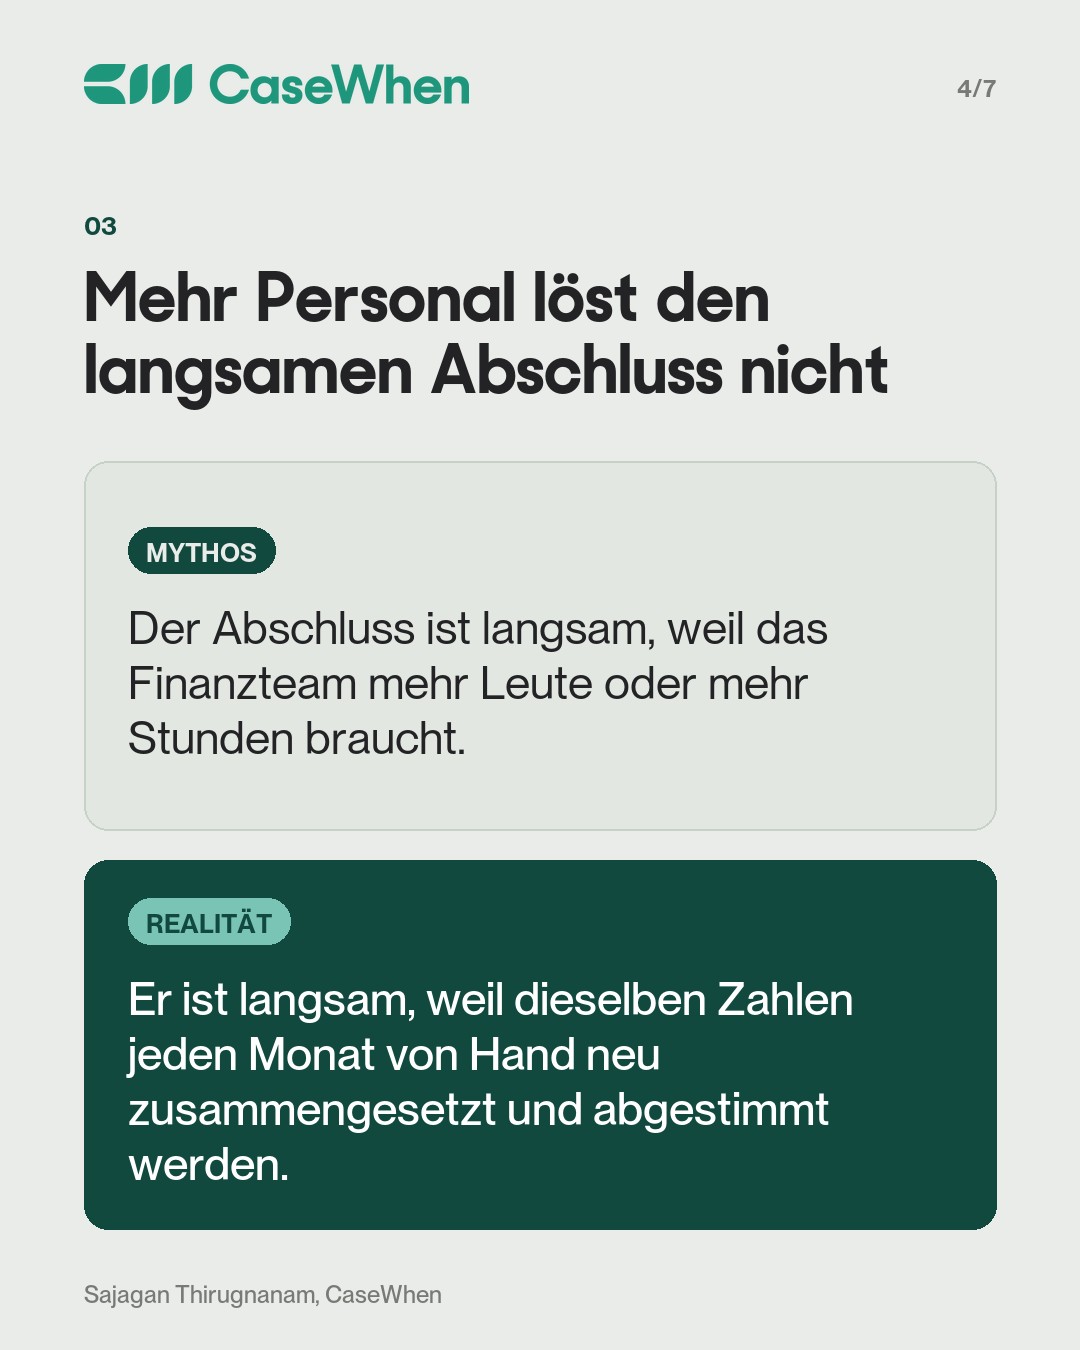 CaseWhen
4/7
03
Mehr Personal löst den
langsamen Abschluss nicht
MYTHOS
Der Abschluss ist langsam, weil das
Finanzteam mehr Leute oder mehr
Stunden braucht.
REALITÄT
Er ist langsam, weil dieselben Zahlen
jeden Monat von Hand neu
zusammengesetzt und abgestimmt
werden.
Sajagan Thirugnanam, CaseWhen